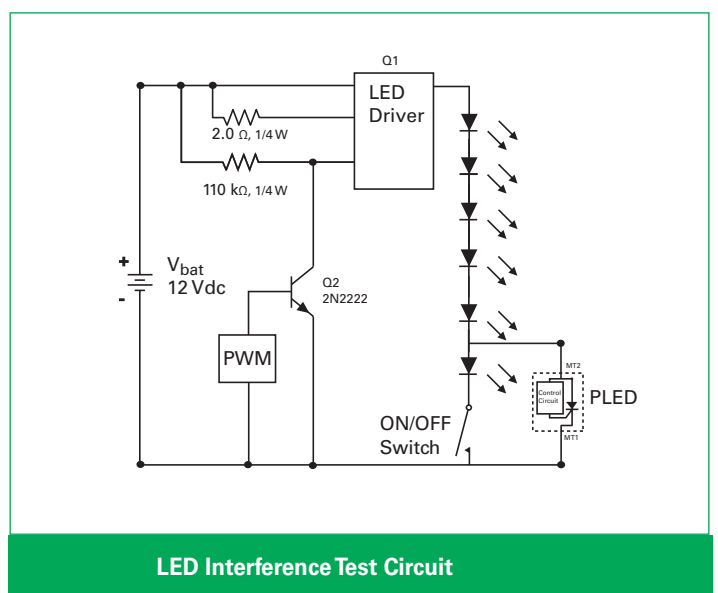 Q1
LED
Driver
2.0 Ω, 1/4 W
110 kΩ, 1/4 W
+
Vbat
12 Vdc
-
Q2
2N2222
PWM
MT2
Control
Circuit
PLED
MT1
ON/OFF
Switch
LED Interference Test Circuit